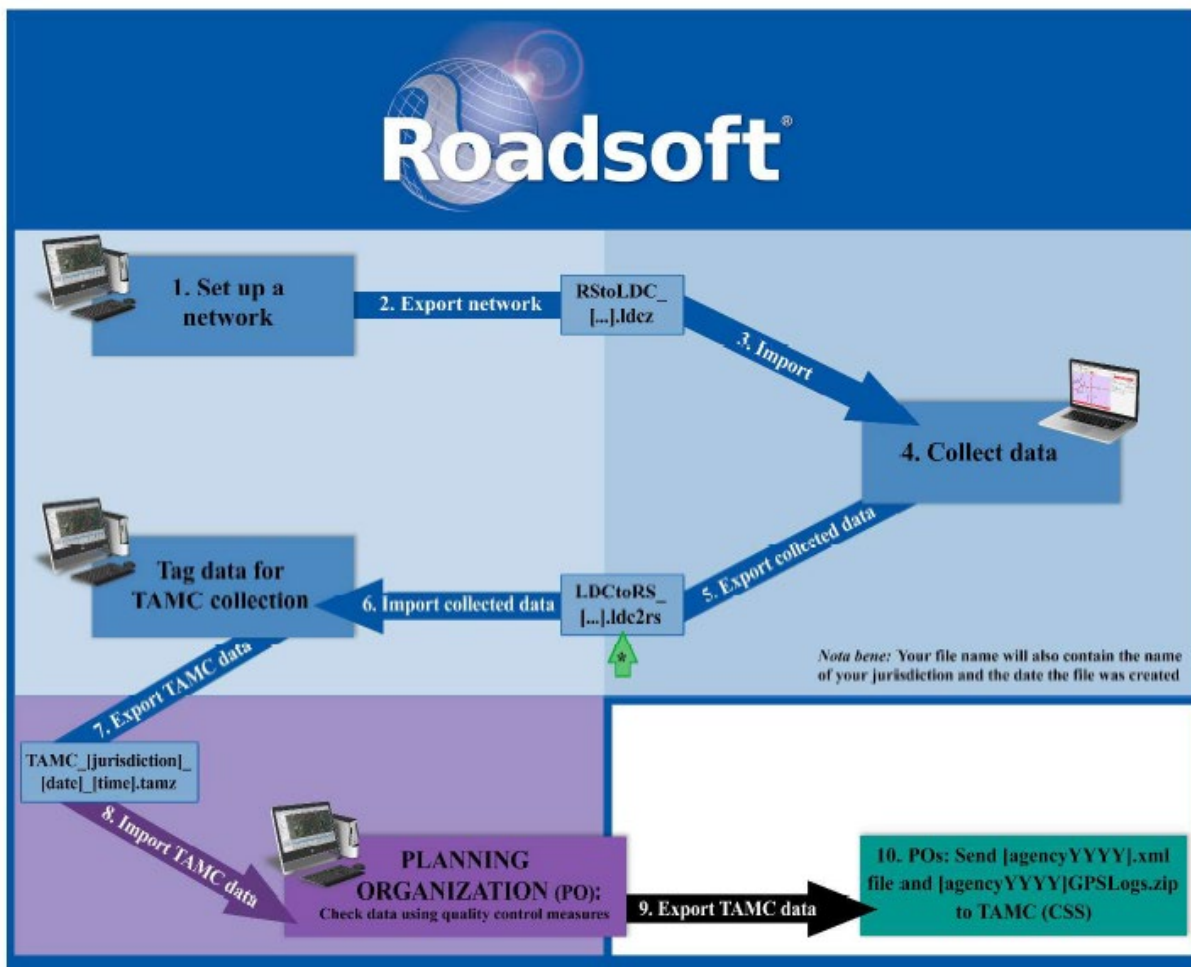 Roadsoft®
1. Set up a
network
2. Export network
RStoLDC_
[...].ldcz
3. Import
4. Collect data
5. Export collected data
LDCtoRS_
[...].ldc2rs
*
6. Import collected data
Tag data for
TAMC collection
Nota bene: Your file name will also contain the name
of your jurisdiction and the date the file was created
7. Export TAMC data
TAMC_[jurisdiction]_
[date]_[time].tamz
8. Import TAMC data
PLANNING
ORGANIZATION (PO):
Check data using quality control measures
9. Export TAMC data
10. POs: Send [agencyYYYY].xml
file and [agencyYYYY]GPSLogs.zip
to TAMC (CSS)